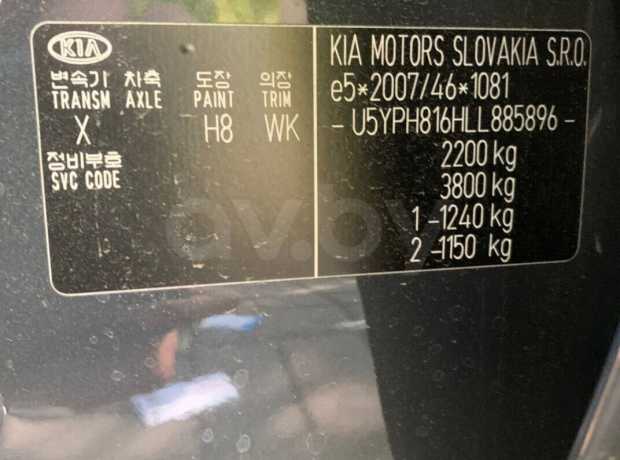 KIA
변속기 차축 도장 의장
TRANSM AXLE PAINT TRIM
X H8 WK
정비부호
SVC CODE
KIA MOTORS SLOVAKIA S.R.O.
e5*2007/46*1081
- U5YPH816HLL885896 -
2200 kg
3800 kg
1 -1240 kg
2 -1150 kg
av.by